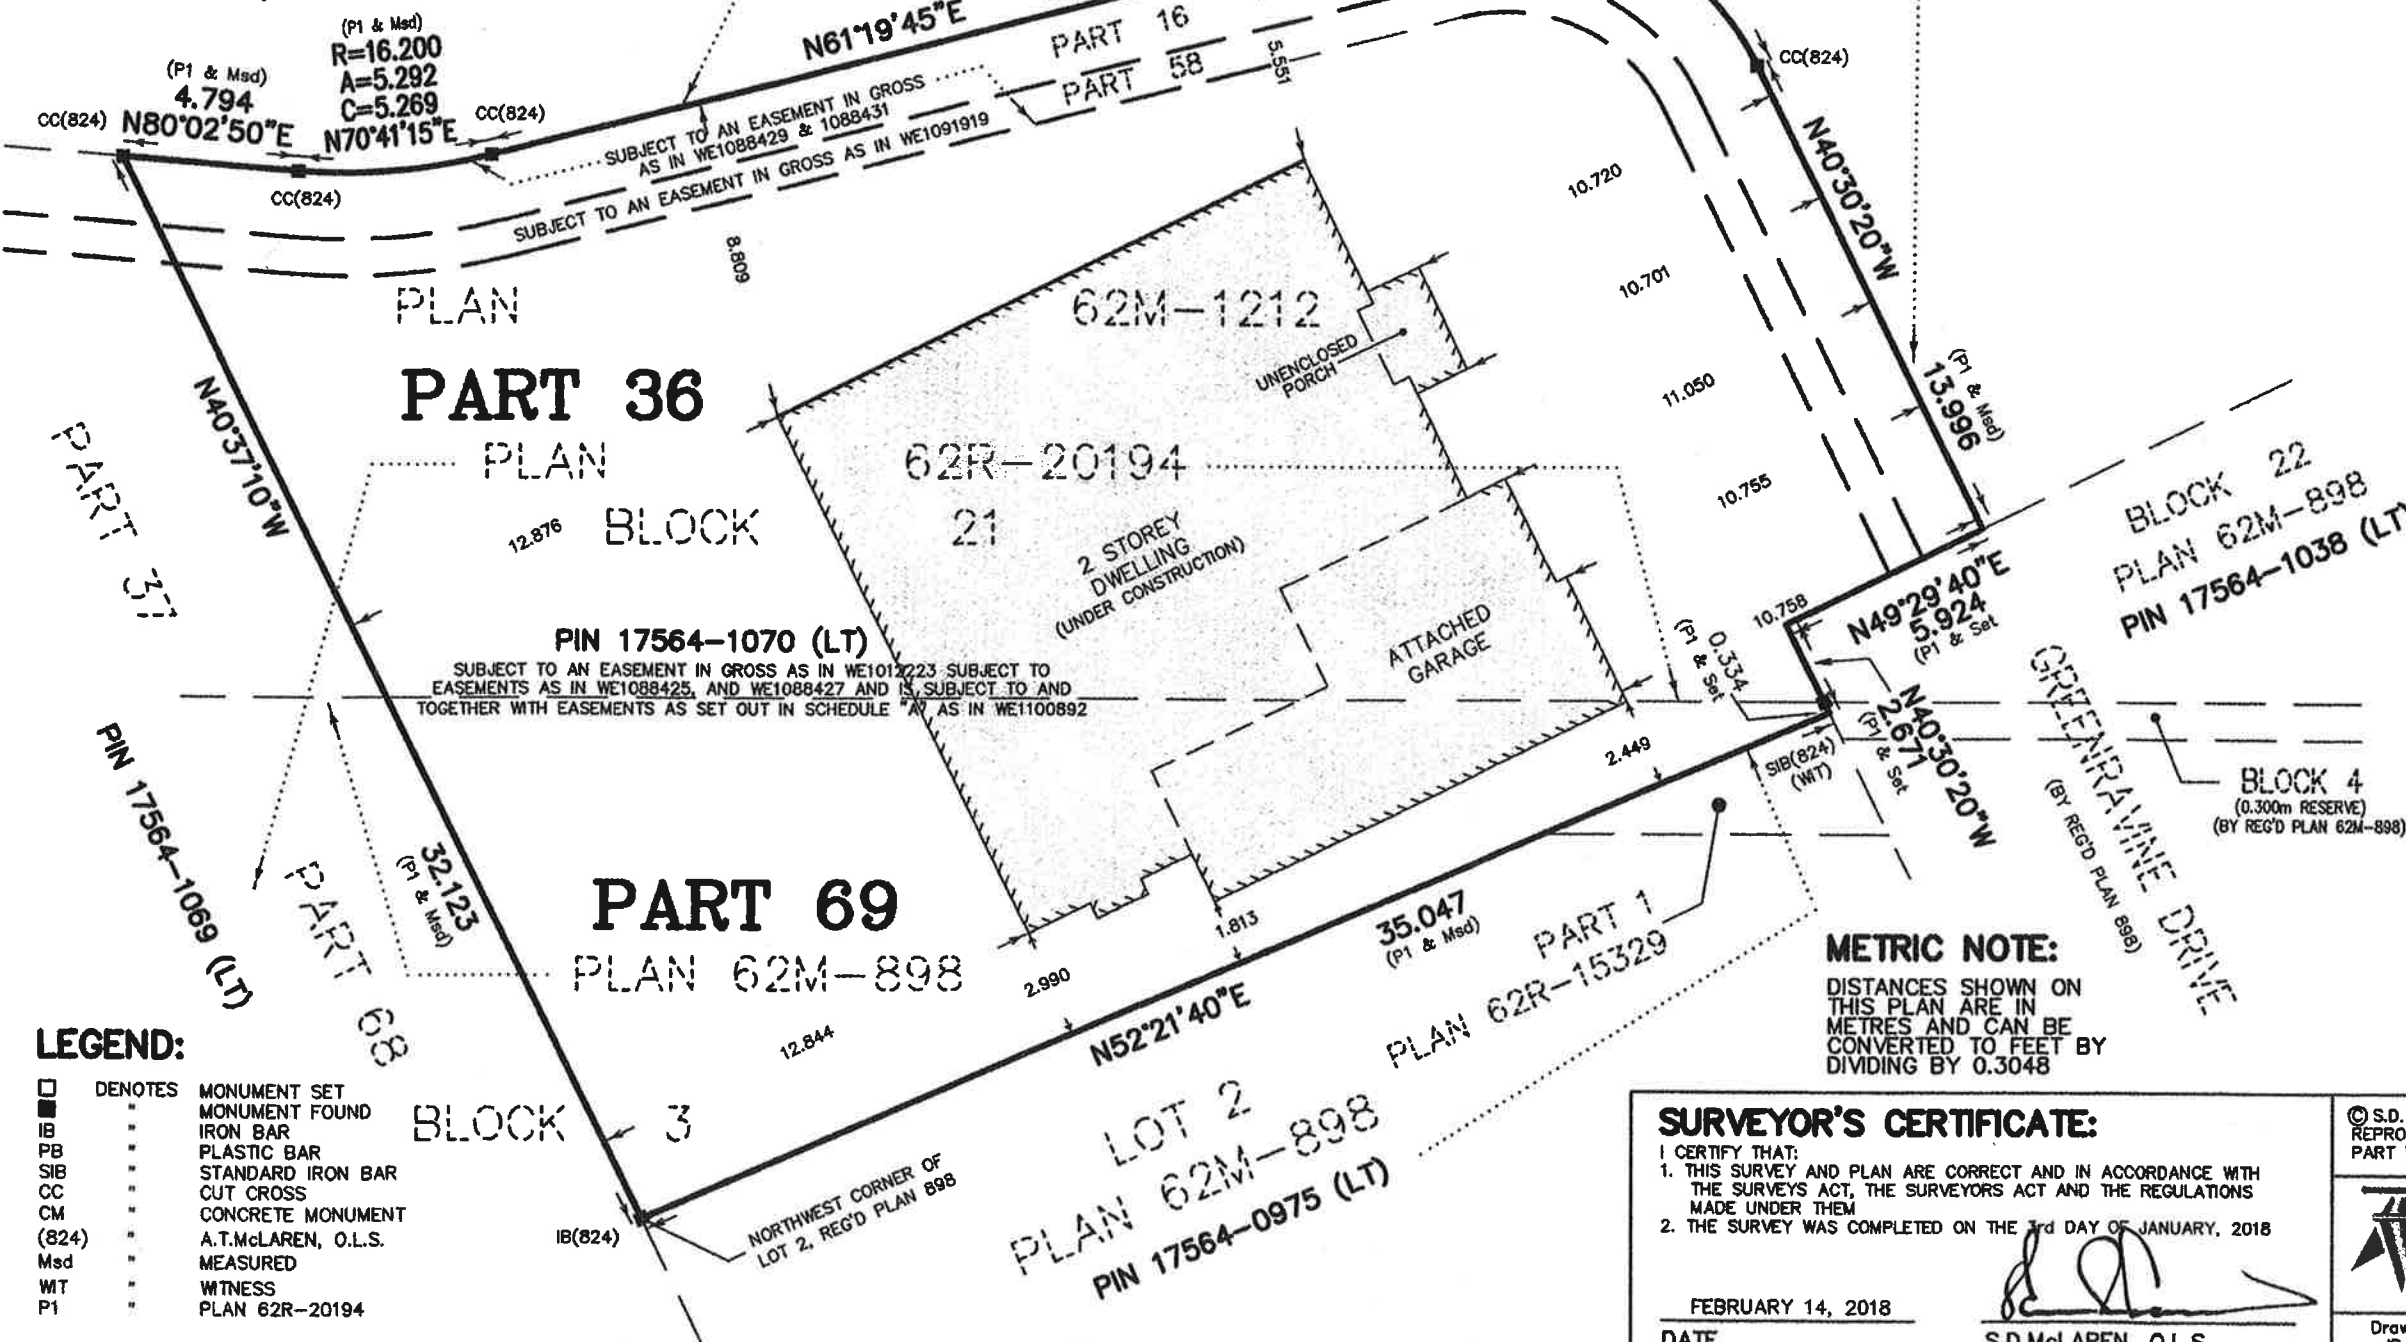 (P1 & Msd)
R=16.200
A=5.292
C=5.269
N70°41'15"E
(P1 & Msd)
4.794
N80°02'50"E
CC(824)
CC(824)
CC(824)
N61°19'45"E
PART 16
PART 58
5.551
CC(824)
SUBJECT TO AN EASEMENT IN GROSS
AS IN WE1088429 & 1088431
SUBJECT TO AN EASEMENT IN GROSS AS IN WE1091919
8.809
10.720
N40°30'20"W
10.701
11.050
13.996
(P1 & Msd)
10.755
PLAN
62M-1212
UNENCLOSED
PORCH
PART 36
PLAN
62R-20194
BLOCK
21
12.876
N40°37'10"W
PART 37
2 STOREY
DWELLING
(UNDER CONSTRUCTION)
ATTACHED
GARAGE
BLOCK 22
PLAN 62M-898
PIN 17564-1038 (LT)
10.758
N49°29'40"E
5.924
(P1 & Set
0.334
(P1 & Set
PIN 17564-1070 (LT)
SUBJECT TO AN EASEMENT IN GROSS AS IN WE1012223 SUBJECT TO
EASEMENTS AS IN WE1088425, AND WE1088427 AND IS SUBJECT TO AND
TOGETHER WITH EASEMENTS AS SET OUT IN SCHEDULE "A" AS IN WE1100892
N40°30'20"W
2.671
(P1 & Set
SIB(824)
(WIT)
2.449
GREENRAVINE DRIVE
(BY REG'D PLAN 898)
BLOCK 4
(0.300m RESERVE)
(BY REG'D PLAN 62M-898)
PIN 17564-1069 (LT)
PART 68
32.123
(P1 & Msd)
PART 69
PLAN 62M-898
1.813
2.990
12.844
35.047
(P1 & Msd)
N52°21'40"E
PART 1
PLAN 62R-15329
BLOCK 3
IB(824)
NORTHWEST CORNER OF
LOT 2, REG'D PLAN 898
LOT 2
PLAN 62M-898
PIN 17564-0975 (LT)
METRIC NOTE:
DISTANCES SHOWN ON
THIS PLAN ARE IN
METRES AND CAN BE
CONVERTED TO FEET BY
DIVIDING BY 0.3048
LEGEND:
DENOTES MONUMENT SET
" MONUMENT FOUND
IB " IRON BAR
PB " PLASTIC BAR
SIB " STANDARD IRON BAR
CC " CUT CROSS
CM " CONCRETE MONUMENT
(824) " A.T.McLAREN, O.L.S.
Msd " MEASURED
WIT " WITNESS
P1 " PLAN 62R-20194
SURVEYOR'S CERTIFICATE:
I CERTIFY THAT:
1. THIS SURVEY AND PLAN ARE CORRECT AND IN ACCORDANCE WITH
THE SURVEYS ACT, THE SURVEYORS ACT AND THE REGULATIONS
MADE UNDER THEM
2. THE SURVEY WAS COMPLETED ON THE 3rd DAY OF JANUARY, 2018
FEBRUARY 14, 2018
DATE
S.D.McLAREN, O.L.S.
© S.D.
REPRO
PART
Draw